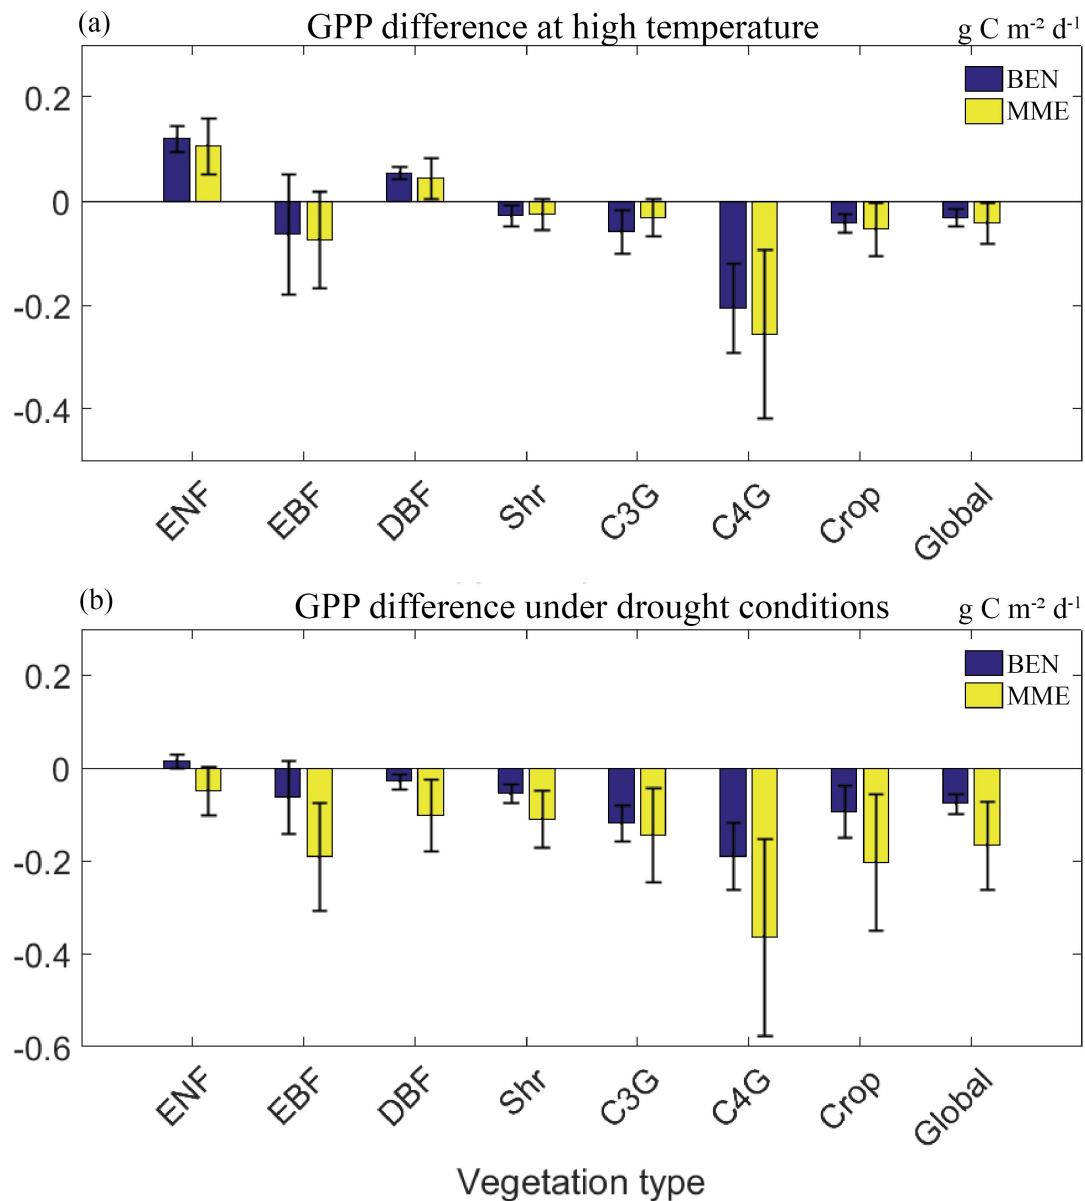 (a) GPP difference at high temperature g C m⁻² d⁻¹
BEN
MME
0.2
0
-0.2
-0.4
ENF EBF DBF Shr C3G C4G Crop Global
(b) GPP difference under drought conditions g C m⁻² d⁻¹
BEN
MME
0.2
0
-0.2
-0.4
-0.6
ENF EBF DBF Shr C3G C4G Crop Global
Vegetation type